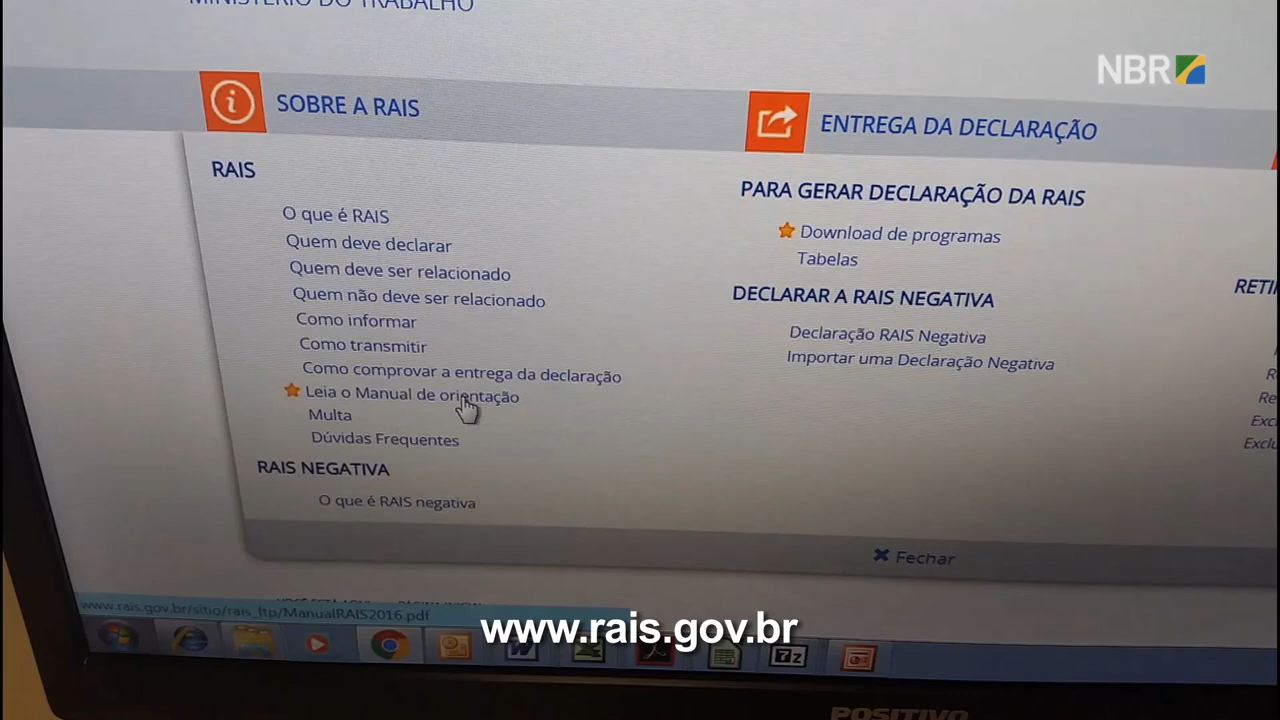 MINISTÉRIO DO TRABALHO
NBR
SOBRE A RAIS
RAIS
O que é RAIS
Quem deve declarar
Quem deve ser relacionado
Quem não deve ser relacionado
Como informar
Como transmitir
Como comprovar a entrega da declaração
Leia o Manual de orientação
Multa
Dúvidas Frequentes
RAIS NEGATIVA
O que é RAIS negativa
ENTREGA DA DECLARAÇÃO
PARA GERAR DECLARAÇÃO DA RAIS
Download de programas
Tabelas
DECLARAR A RAIS NEGATIVA
Declaração RAIS Negativa
Importar uma Declaração Negativa
Fechar
www.rais.gov.br/sitio/rais_ftp/ManualRAIS2016.pdf
www.rais.gov.br
7z
POSITIVO